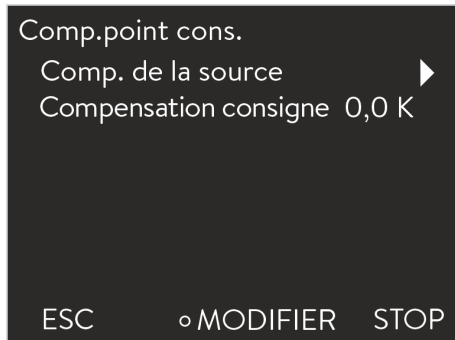 Comp.point cons.
Comp. de la source
Compensation consigne 0,0 K
ESC ∘ MODIFIER STOP